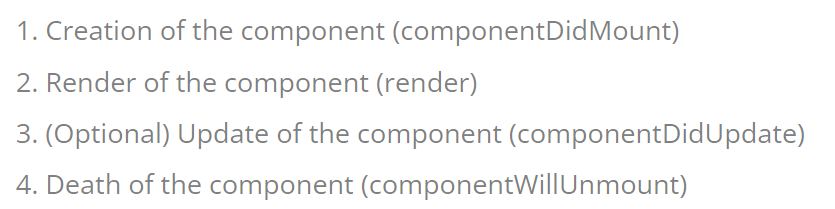 1. Creation of the component (componentDidMount)
2. Render of the component (render)
3. (Optional) Update of the component (componentDidUpdate)
4. Death of the component (componentWillUnmount)